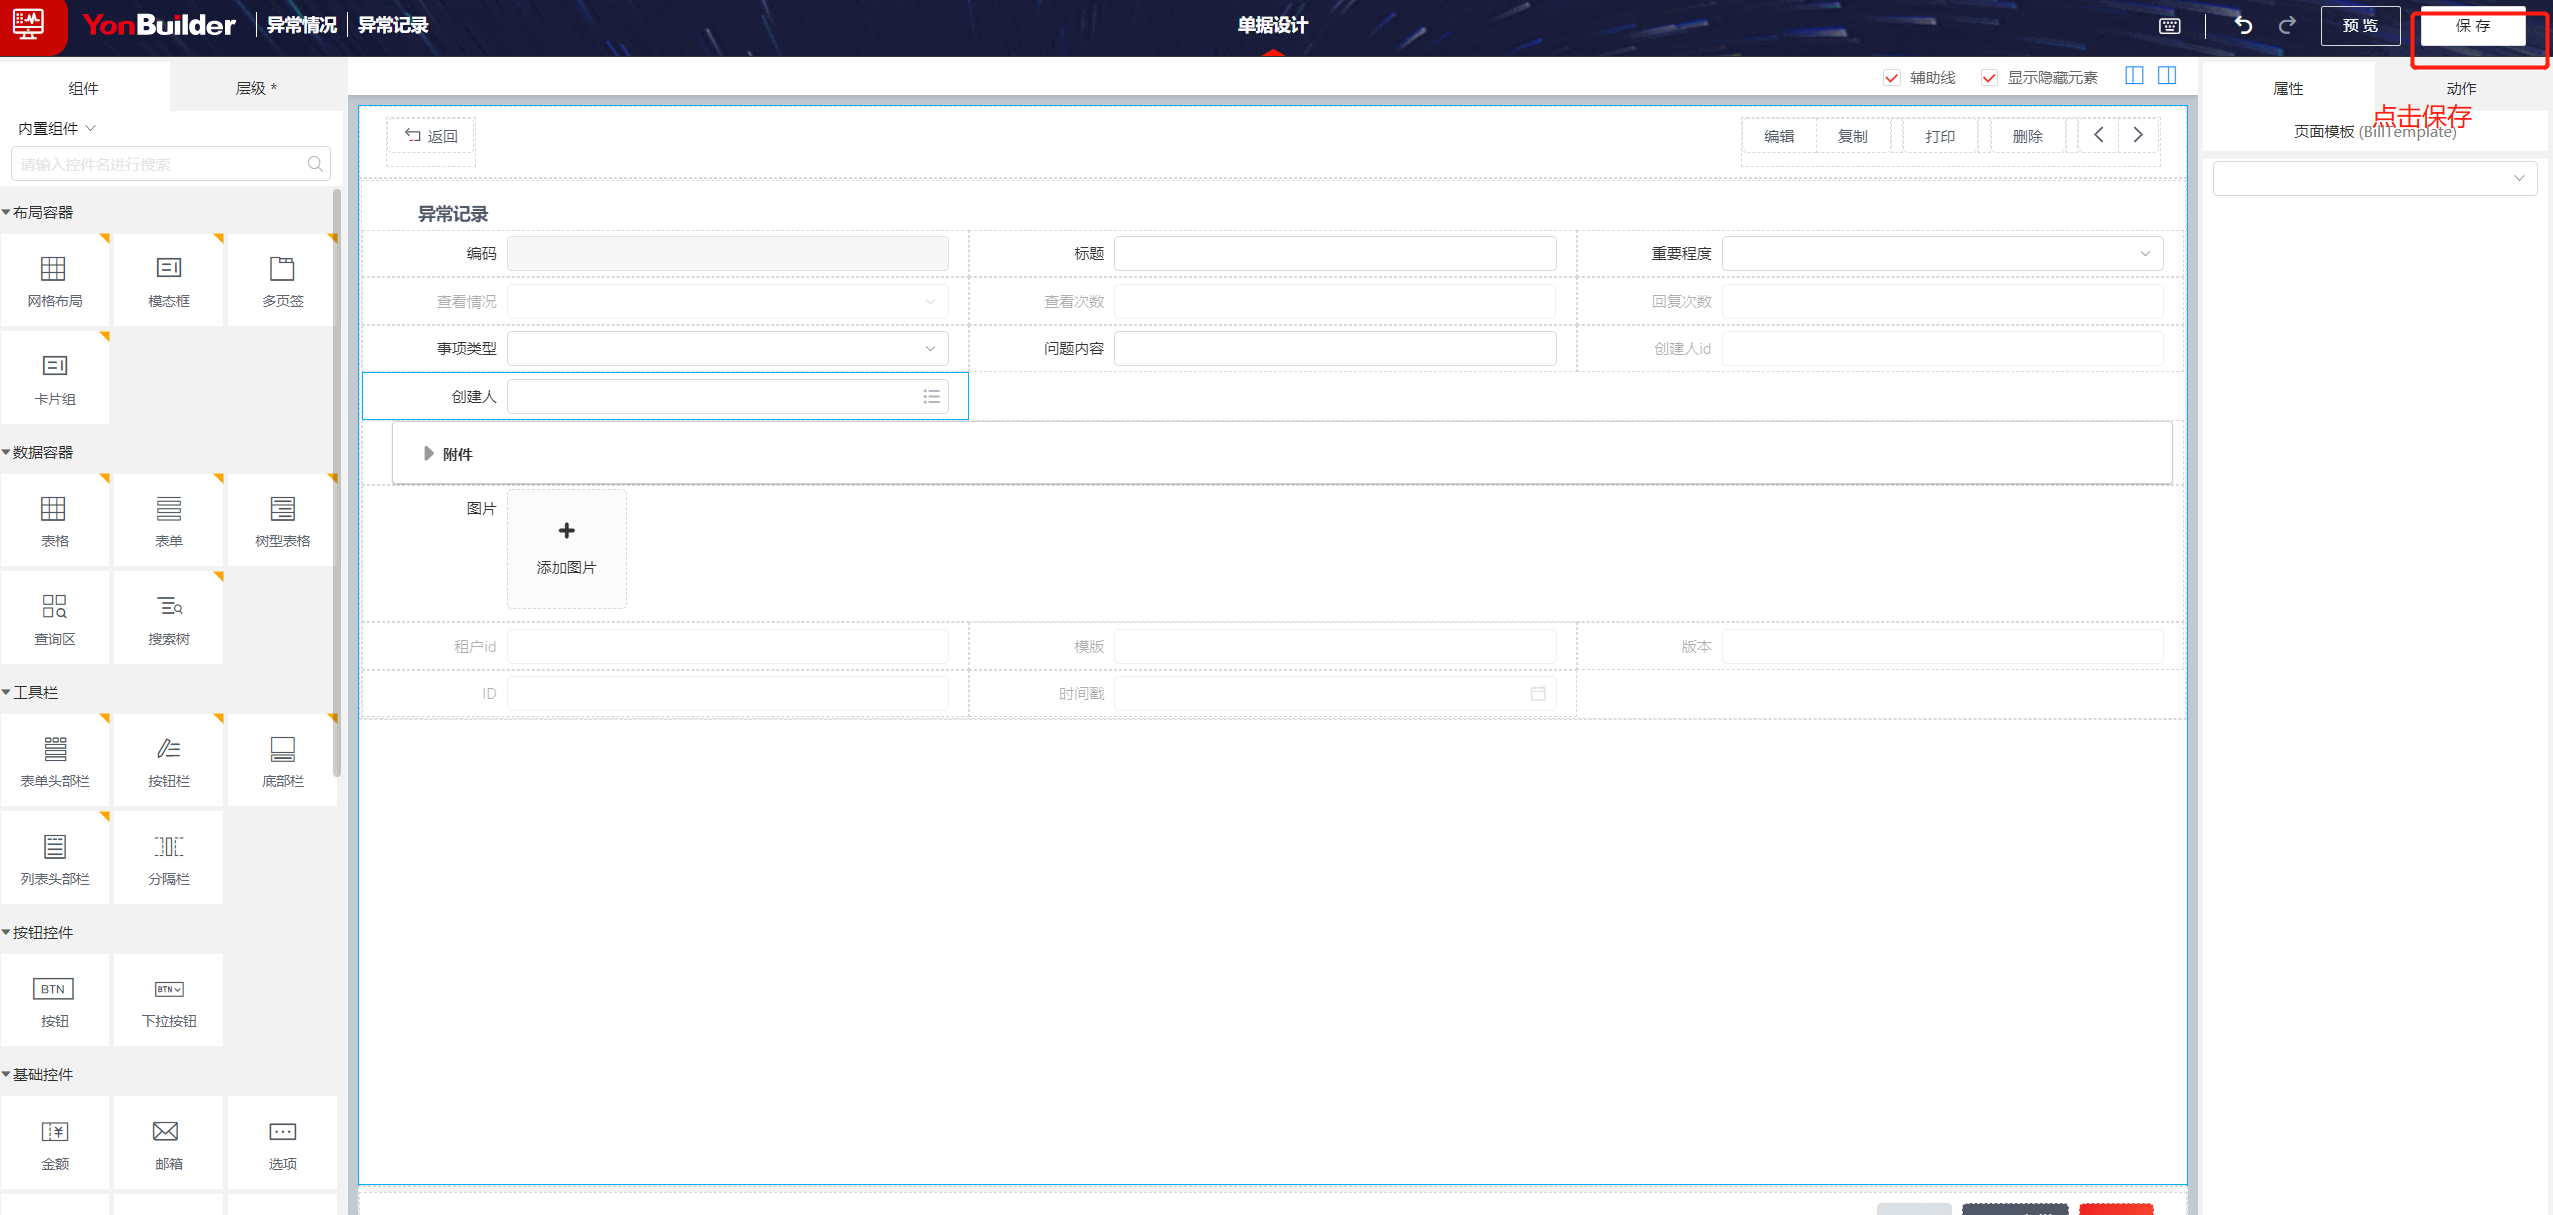 YonBuilder 异常情况 异常记录 单据设计 预览 保存
组件 层级 * 辅助线 显示隐藏元素 属性 动作
点击保存
内置组件
页面模板 (BillTemplate)
请输入控件名进行搜索
返回 编辑 复制 打印 删除
布局容器
网格布局 模态框 多页签
卡片组
数据容器
表格 表单 树型表格
查询区 搜索树
工具栏
表单头部栏 按钮栏 底部栏
列表头部栏 分隔栏
按钮控件
BTN BTN
按钮 下拉按钮
基础控件
金额 邮箱 选项
异常记录
编码 标题 重要程度
查看情况 查看次数 回复次数
事项类型 问题内容 创建人id
创建人
附件
图片
添加图片
租户id 模版 版本
ID 时间戳